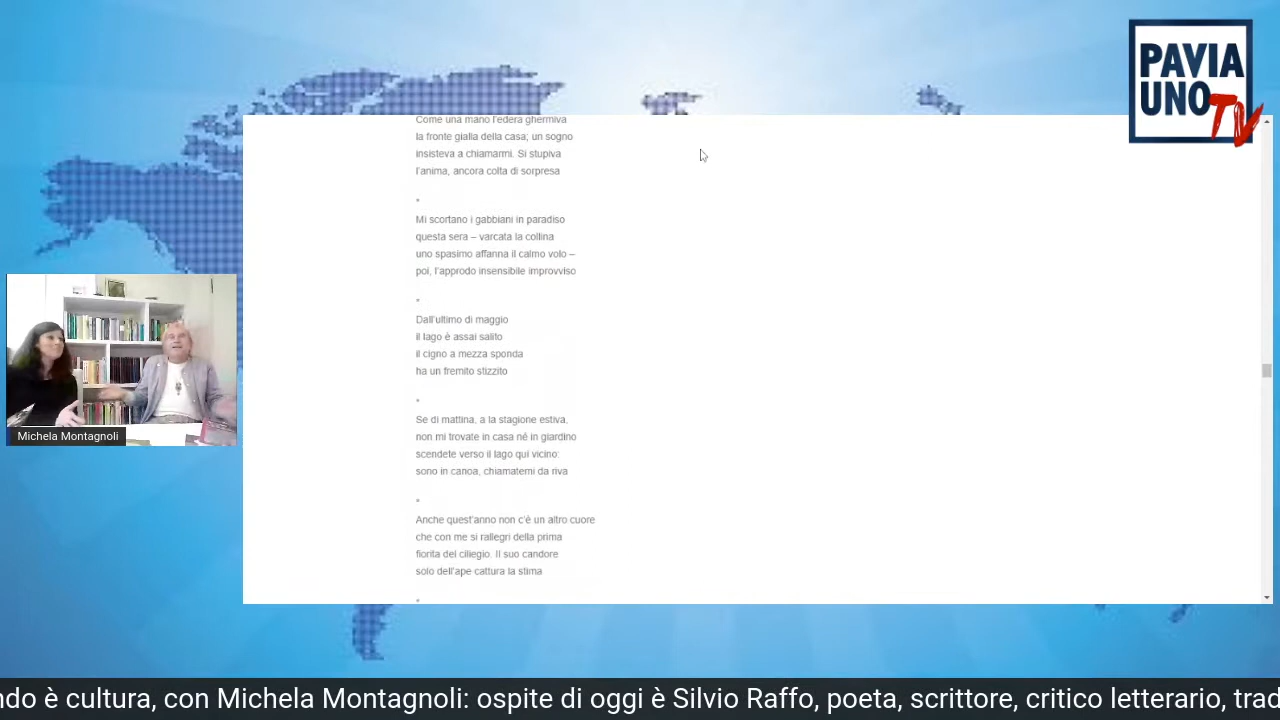 PAVIA
UNO TV
Come una mano l'edera ghermiva
la fronte gialla della casa; un sogno
insisteva a chiamarmi. Si stupiva
l'anima, ancora colta di sorpresa
*
Mi scortano i gabbiani in paradiso
questa sera – varcata la collina
uno spasimo affanna il calmo volo –
poi, l'approdo insensibile improvviso
*
Dall'ultimo di maggio
il lago è assai salito
il cigno a mezza sponda
ha un fremito stizzito
*
Se di mattina, a la stagione estiva,
non mi trovate in casa né in giardino
scendete verso il lago qui vicino:
sono in canoa, chiamatemi da riva
*
Anche quest'anno non c'è un altro cuore
che con me si rallegri della prima
fiorita del ciliegio. Il suo candore
solo dell'ape cattura la stima
*
Michela Montagnoli
ndo è cultura, con Michela Montagnoli: ospite di oggi è Silvio Raffo, poeta, scrittore, critico letterario, trad